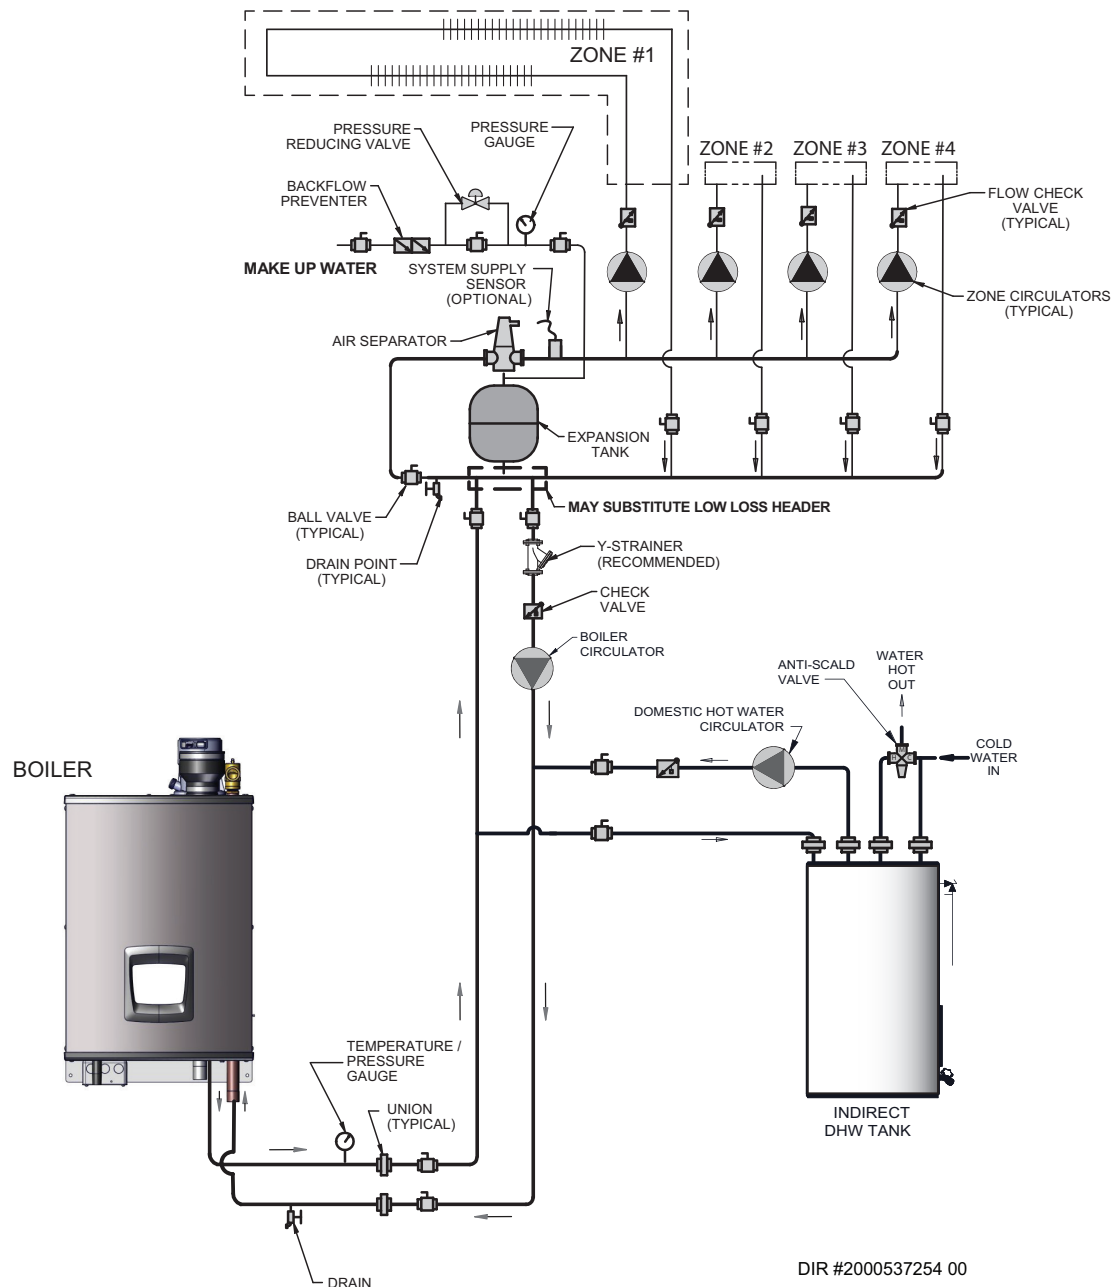 ZONE #1
PRESSURE
REDUCING VALVE
PRESSURE
GAUGE
ZONE #2
ZONE #3
ZONE #4
BACKFLOW
PREVENTER
FLOW CHECK
VALVE
(TYPICAL)
MAKE UP WATER
SYSTEM SUPPLY
SENSOR
(OPTIONAL)
ZONE CIRCULATORS
(TYPICAL)
AIR SEPARATOR
EXPANSION
TANK
BALL VALVE
(TYPICAL)
MAY SUBSTITUTE LOW LOSS HEADER
DRAIN POINT
(TYPICAL)
Y-STRAINER
(RECOMMENDED)
CHECK
VALVE
BOILER
CIRCULATOR
ANTI-SCALD
VALVE
WATER
HOT
OUT
DOMESTIC HOT WATER
CIRCULATOR
COLD
WATER
IN
BOILER
TEMPERATURE /
PRESSURE
GAUGE
UNION
(TYPICAL)
INDIRECT
DHW TANK
DRAIN
DIR #2000537254 00